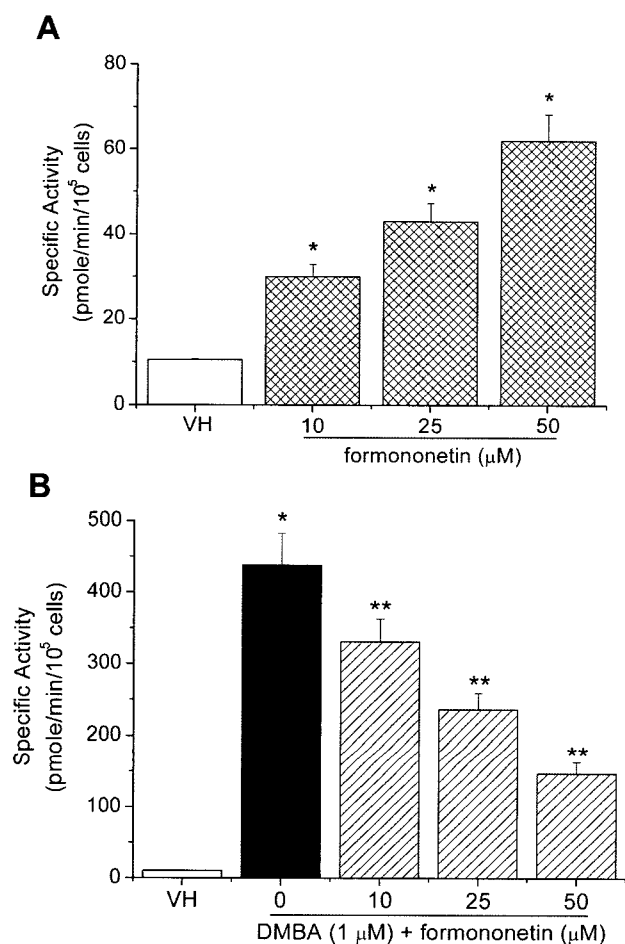 A
80
60
40
20
0
Specific Activity
(pmole/min/10⁵ cells)
*
*
*
VH
10
25
50
formononetin (μM)
B
500
400
300
200
100
0
Specific Activity
(pmole/min/10⁵ cells)
*
**
**
**
VH
0
10
25
50
DMBA (1 μM) + formononetin (μM)